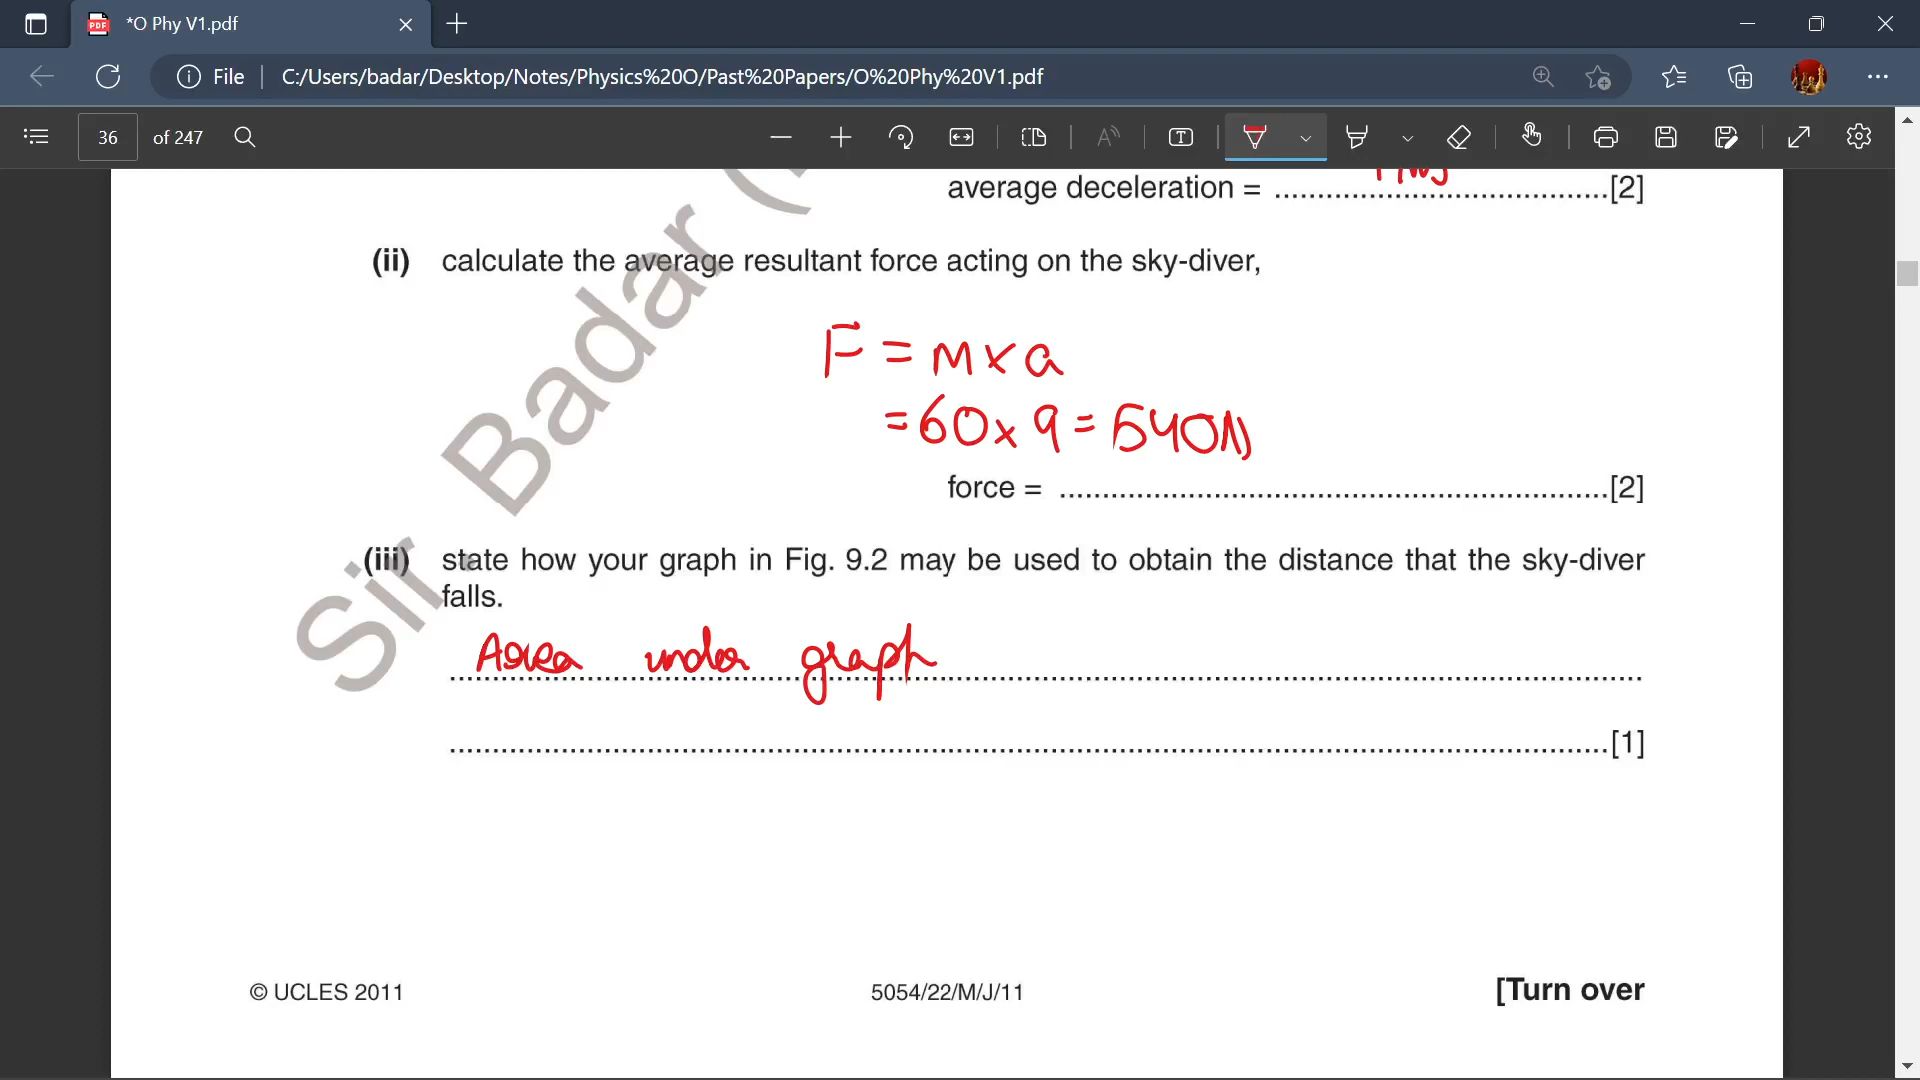 *O Phy V1.pdf
File C:/Users/badar/Desktop/Notes/Physics%20O/Past%20Papers/O%20Phy%20V1.pdf
36 of 247
average deceleration = ........................................[2]
(ii) calculate the average resultant force acting on the sky-diver,
F = m x a
= 60 x 9 = 540N
force = ................................................................[2]
(iii) state how your graph in Fig. 9.2 may be used to obtain the distance that the sky-diver
falls.
Area under graph
................................................................[1]
Sir. Badar (
© UCLES 2011 5054/22/M/J/11 [Turn over